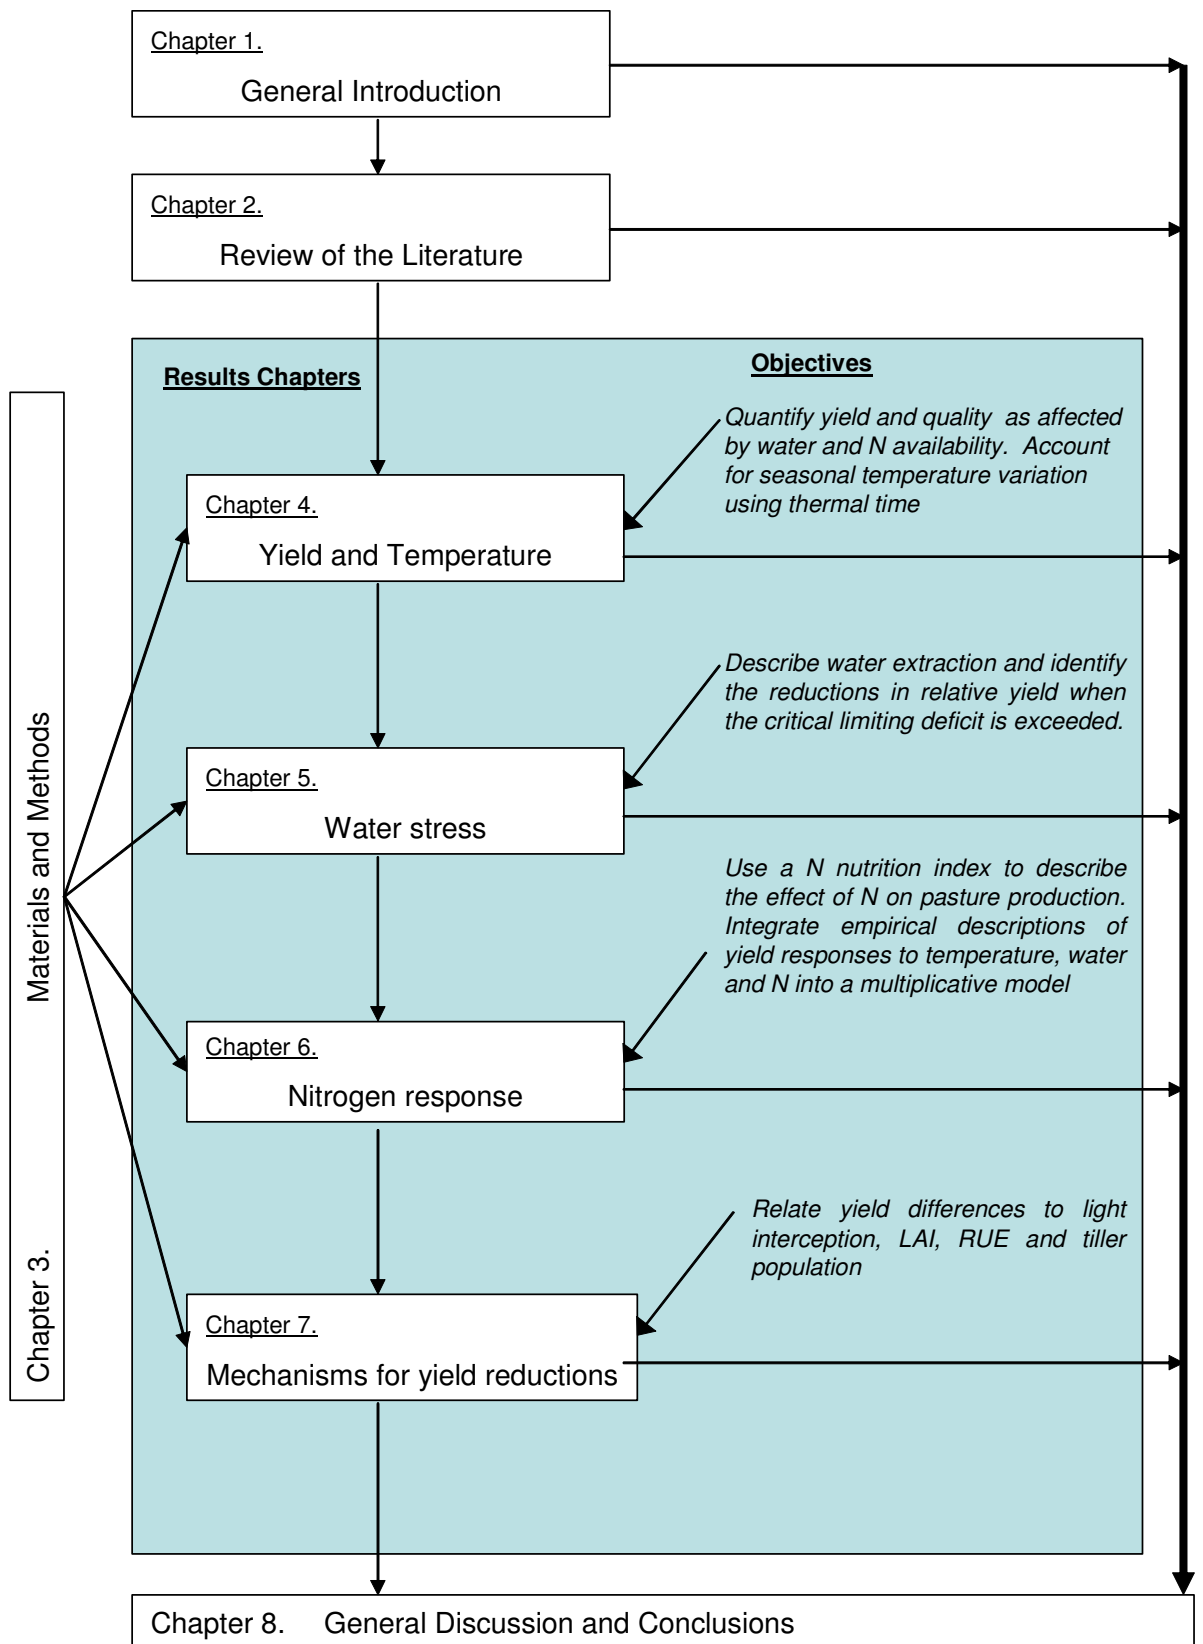 Chapter 1.
General Introduction
Chapter 2.
Review of the Literature
Results Chapters
Objectives
Quantify yield and quality as affected
by water and N availability. Account
for seasonal temperature variation
using thermal time
Chapter 4.
Yield and Temperature
Describe water extraction and identify
the reductions in relative yield when
the critical limiting deficit is exceeded.
Chapter 5.
Water stress
Use a N nutrition index to describe
the effect of N on pasture production.
Integrate empirical descriptions of
yield responses to temperature, water
and N into a multiplicative model
Chapter 6.
Nitrogen response
Relate yield differences to light
interception, LAI, RUE and tiller
population
Chapter 7.
Mechanisms for yield reductions
Chapter 3. Materials and Methods
Chapter 8. General Discussion and Conclusions